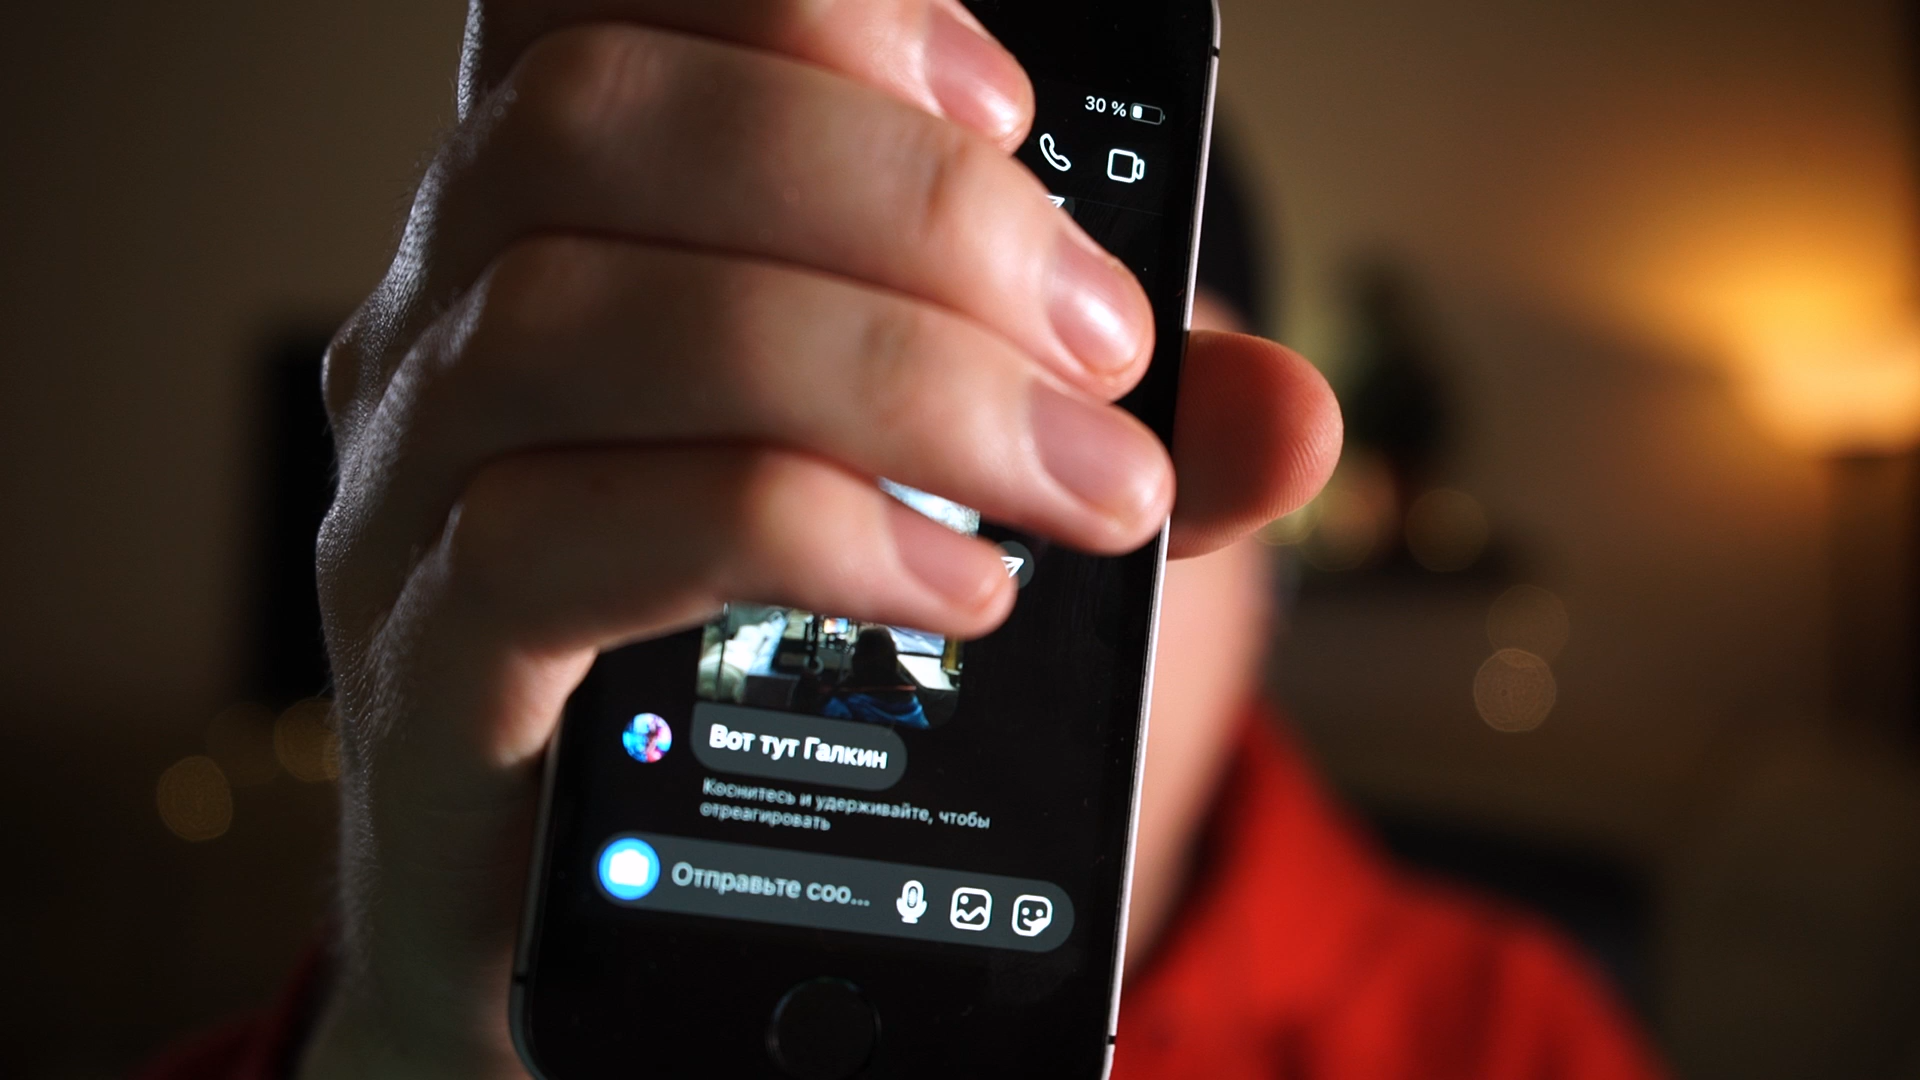 30 %
Вот тут Галкин
Коснитесь и удерживайте, чтобы
отреагировать
Отправьте соо...